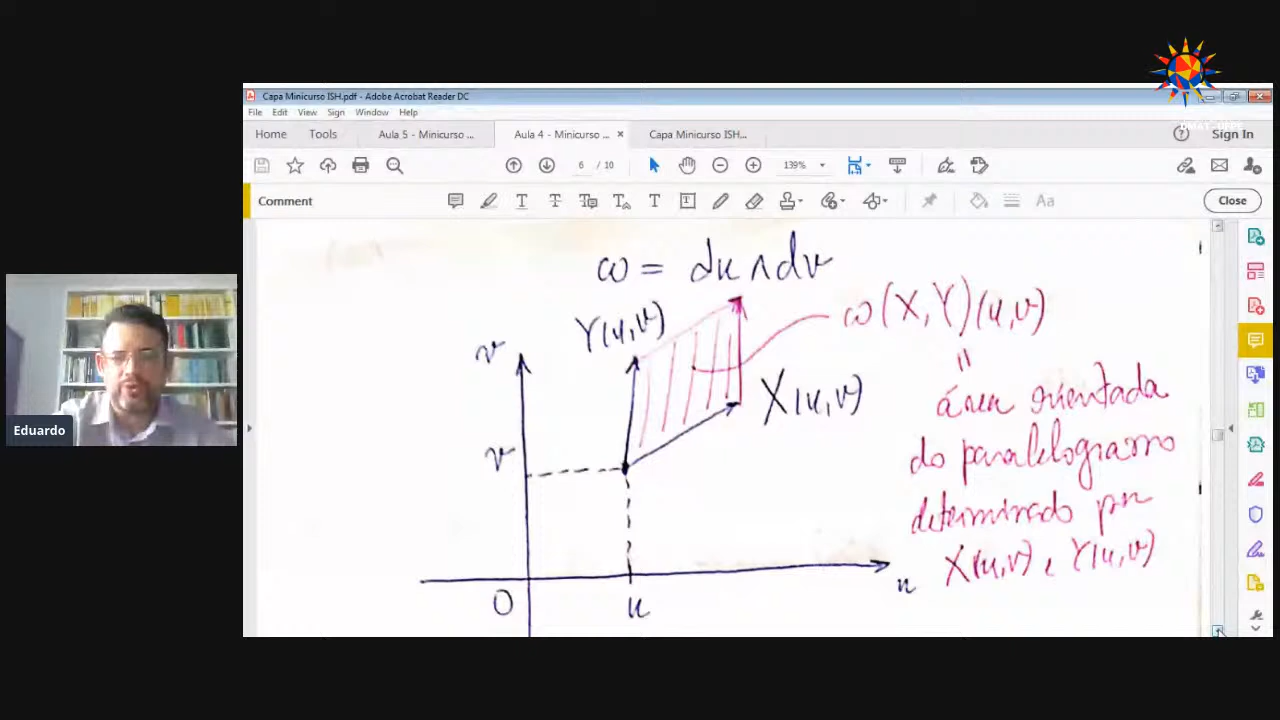 Capa Minicurso ISH.pdf - Adobe Acrobat Reader DC
File Edit View Sign Window Help
Home Tools Aula 5 - Minicurso ... Aula 4 - Minicurso ... × Capa Minicurso ISH... Sign In
6 / 10 139%
Comment Close
ω = du ∧ dv
Y(u,v) ω(X,Y)(u,v)
v =
X(u,v) área orientada
v do paralelogramo
determinado por
X(u,v) e Y(u,v)
O u u
Eduardo